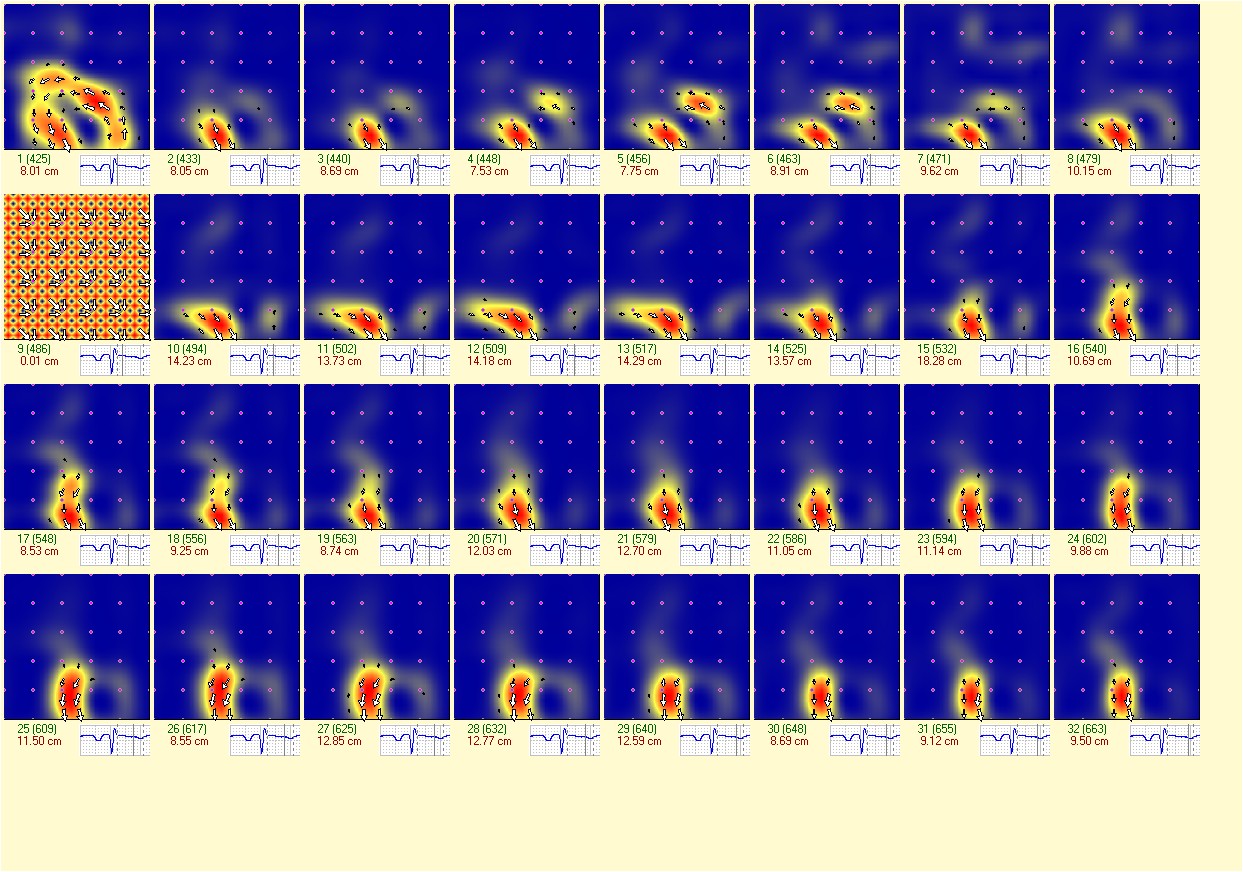 1 (425)
8.01 cm
2 (433)
8.05 cm
3 (440)
8.69 cm
4 (448)
7.53 cm
5 (456)
7.75 cm
6 (463)
8.91 cm
7 (471)
9.62 cm
8 (479)
10.15 cm
9 (486)
0.01 cm
10 (494)
14.23 cm
11 (502)
13.73 cm
12 (509)
14.18 cm
13 (517)
14.29 cm
14 (525)
13.57 cm
15 (532)
18.28 cm
16 (540)
10.69 cm
17 (548)
8.53 cm
18 (556)
9.25 cm
19 (563)
8.74 cm
20 (571)
12.03 cm
21 (579)
12.70 cm
22 (586)
11.05 cm
23 (594)
11.14 cm
24 (602)
9.88 cm
25 (609)
11.50 cm
26 (617)
8.55 cm
27 (625)
12.85 cm
28 (632)
12.77 cm
29 (640)
12.59 cm
30 (648)
8.69 cm
31 (655)
9.12 cm
32 (663)
9.50 cm